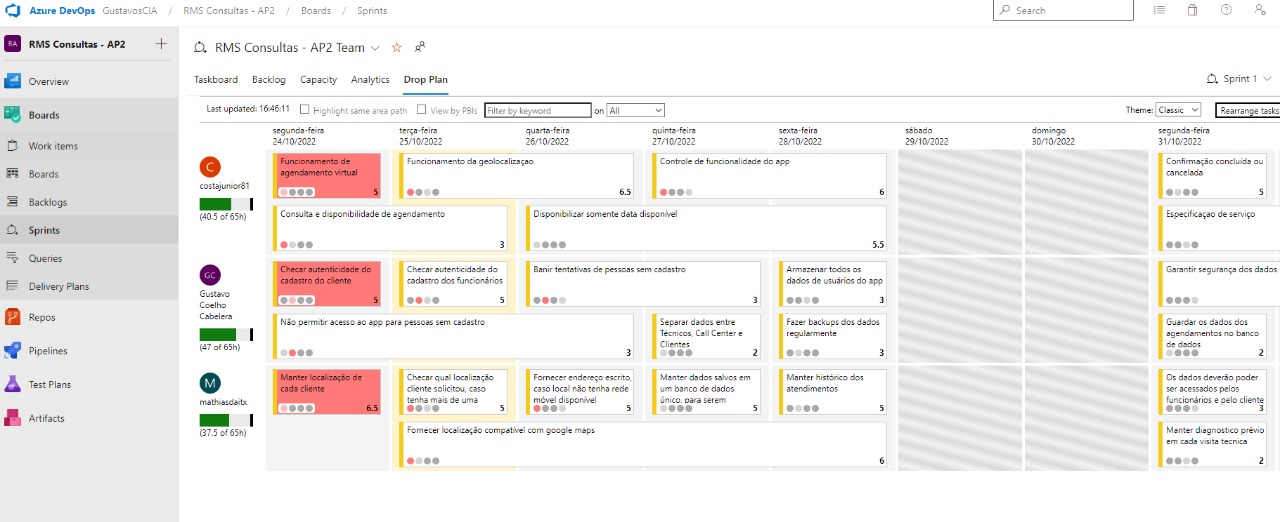 Azure DevOps GustavosCIA / RMS Consultas - AP2 / Boards / Sprints
Search
RA RMS Consultas - AP2
Overview
Boards
Work items
Boards
Backlogs
Sprints
Queries
Delivery Plans
Repos
Pipelines
Test Plans
Artifacts
RMS Consultas - AP2 Team
Taskboard Backlog Capacity Analytics Drop Plan
Sprint 1
Last updated: 16:46:11 Highlight same area path View by PBIs Filter by keyword on All
Theme: Classic Rearrange tasks
segunda-feira
24/10/2022
terça-feira
25/10/2022
quarta-feira
26/10/2022
quinta-feira
27/10/2022
sexta-feira
28/10/2022
sábado
29/10/2022
domingo
30/10/2022
segunda-feira
31/10/2022
C
costajunior81
(40.5 of 65h)
Funcionamento de
agendamento virtual
5
Funcionamento da geolocalizaçao
6.5
Controle de funcionalidade do app
6
Confirmação concluída ou
cancelada
5
Consulta e disponibilidade de agendamento
3
Disponibilizar somente data disponível
5.5
Especificaçao de serviço
GC
Gustavo
Coelho
Cabelera
(47 of 65h)
Checar autenticidade do
cadastro do cliente
5
Checar autenticidade do
cadastro dos funcionários
5
Banir tentativas de pessoas sem cadastro
3
Armazenar todos os
dados de usuários do app
3
Garantir segurança dos dados
Não permitir acesso ao app para pessoas sem cadastro
3
Separar dados entre
Técnicos, Call Center e
Clientes
2
Fazer backups dos dados
regularmente
3
Guardar os dados dos
agendamentos no banco
de dados
2
M
mathiasdaitx
(37.5 of 65h)
Manter localização de
cada cliente
6.5
Checar qual localização
cliente solicitou, caso
tenha mais de uma
5
Fornecer endereço escrito,
caso local não tenha rede
móvel disponível
5
Manter dados salvos em
um banco de dados
único, para serem
5
Manter histórico dos
atendimentos
5
Os dados deverão poder
ser acessados pelos
funcionários e pelo cliente
3
Fornecer localização compativel com google maps
6
Manter diagnostico prévio
em cada visita tecnica
2